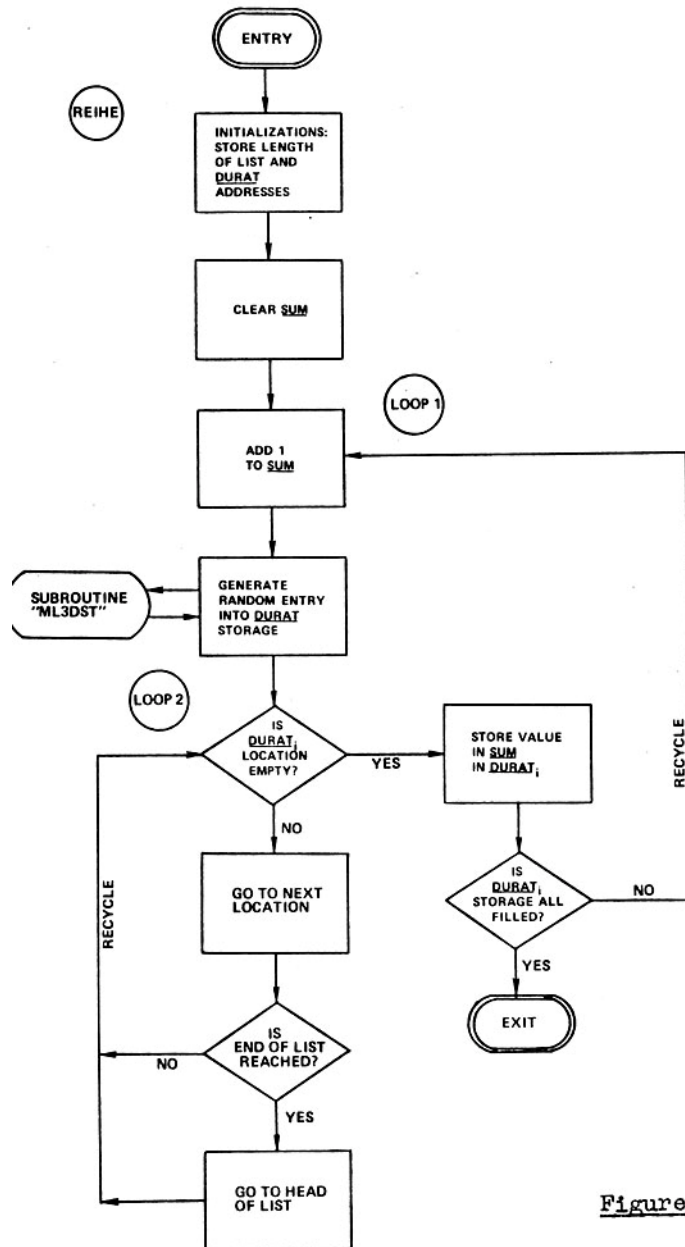 ENTRY
REIHE
INITIALIZATIONS:
STORE LENGTH
OF LIST AND
DURAT
ADDRESSES
CLEAR SUM
LOOP 1
ADD 1
TO SUM
SUBROUTINE
"ML3DST"
GENERATE
RANDOM ENTRY
INTO DURAT
STORAGE
LOOP 2
IS
DURATi
LOCATION
EMPTY?
YES
STORE VALUE
IN SUM
IN DURATi
RECYCLE
NO
RECYCLE
GO TO NEXT
LOCATION
IS
DURATi
STORAGE ALL
FILLED?
NO
YES
EXIT
IS
END OF LIST
REACHED?
NO
YES
GO TO HEAD
OF LIST
Figure